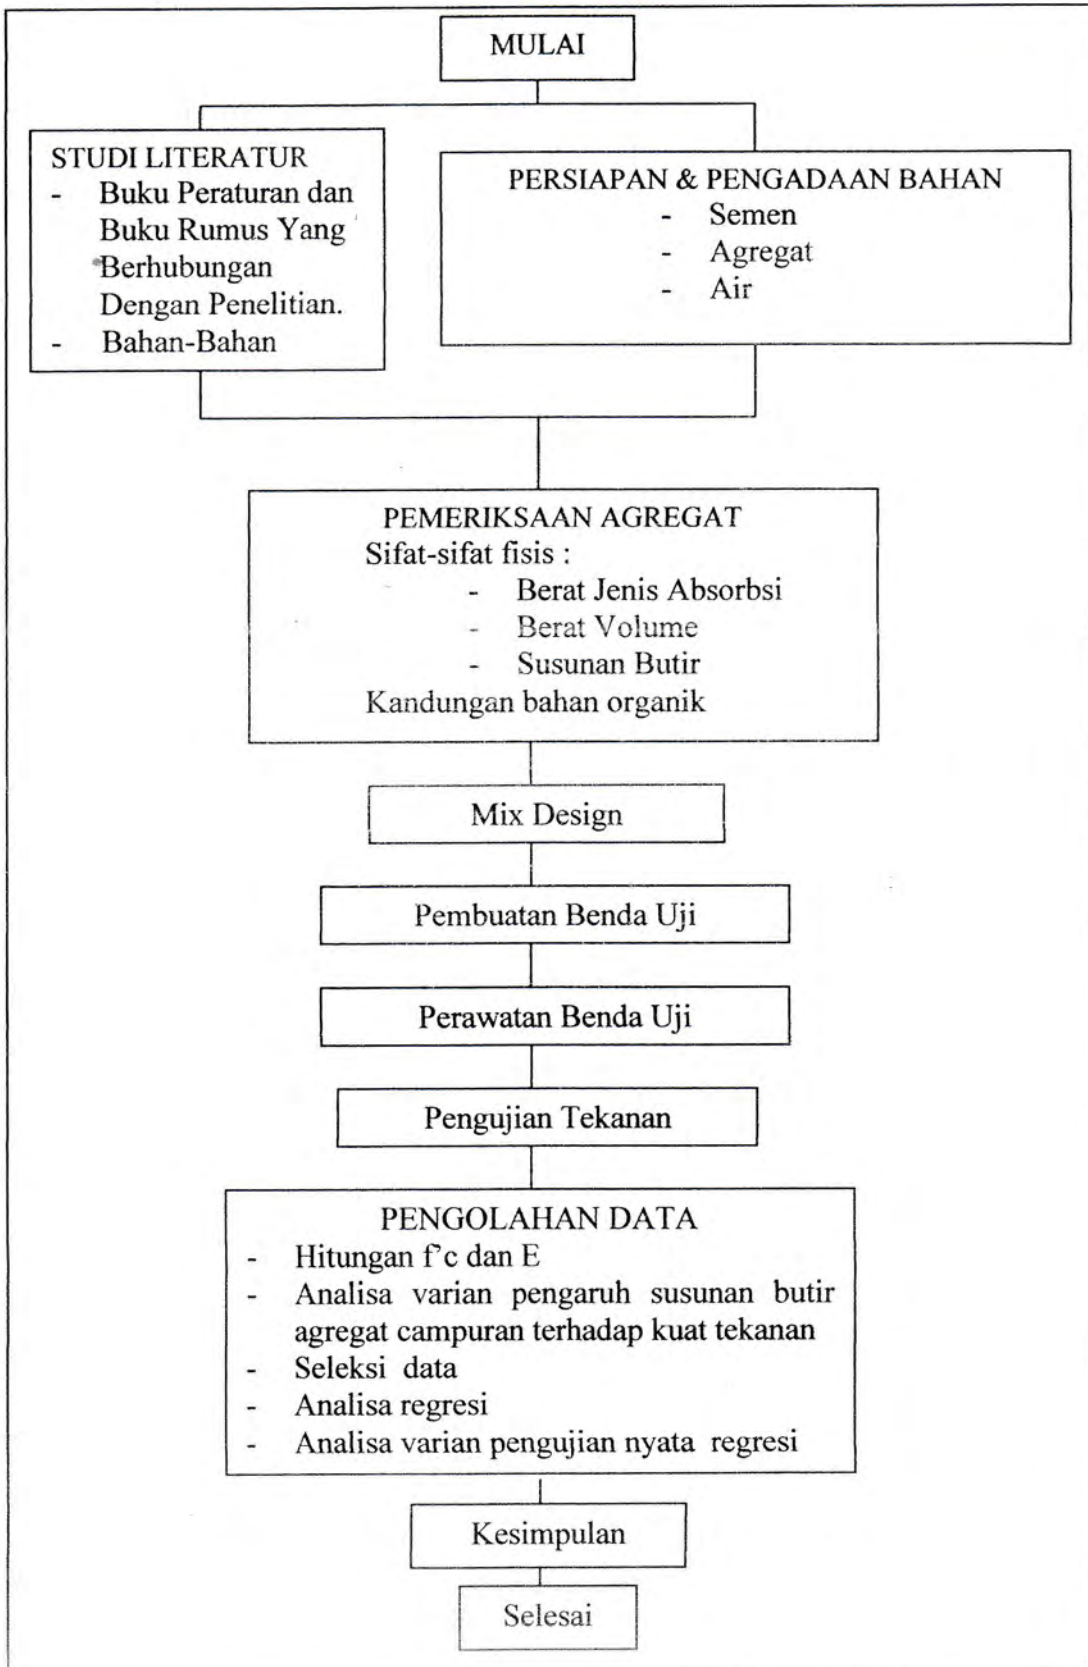 MULAI
STUDI LITERATUR
- Buku Peraturan dan
Buku Rumus Yang
Berhubungan
Dengan Penelitian.
- Bahan-Bahan
PERSIAPAN & PENGADAAN BAHAN
- Semen
- Agregat
- Air
PEMERIKSAAN AGREGAT
Sifat-sifat fisis :
- Berat Jenis Absorbsi
- Berat Volume
- Susunan Butir
Kandungan bahan organik
Mix Design
Pembuatan Benda Uji
Perawatan Benda Uji
Pengujian Tekanan
PENGOLAHAN DATA
- Hitungan f'c dan E
- Analisa varian pengaruh susunan butir
agregat campuran terhadap kuat tekanan
- Seleksi data
- Analisa regresi
- Analisa varian pengujian nyata regresi
Kesimpulan
Selesai